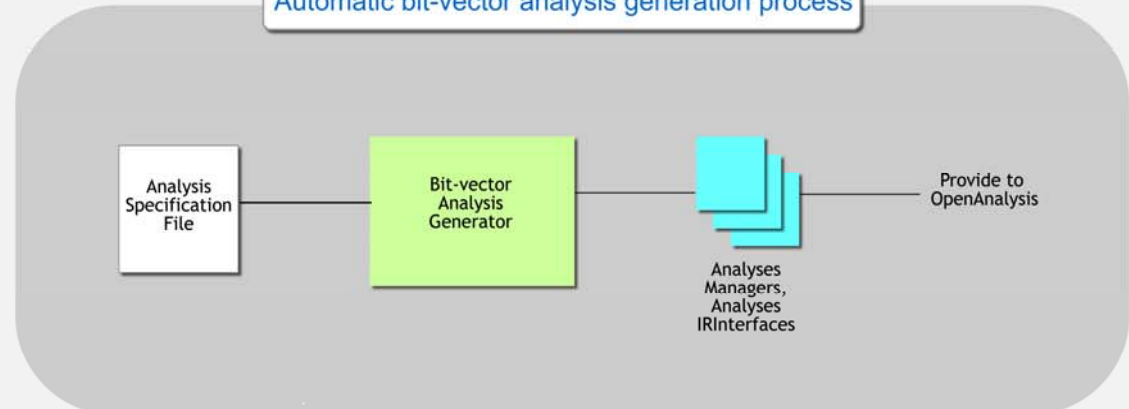 Automatic bit-vector analysis generation process
Analysis
Specification
File
Bit-vector
Analysis
Generator
Analyses
Managers,
Analyses
IRInterfaces
Provide to
OpenAnalysis